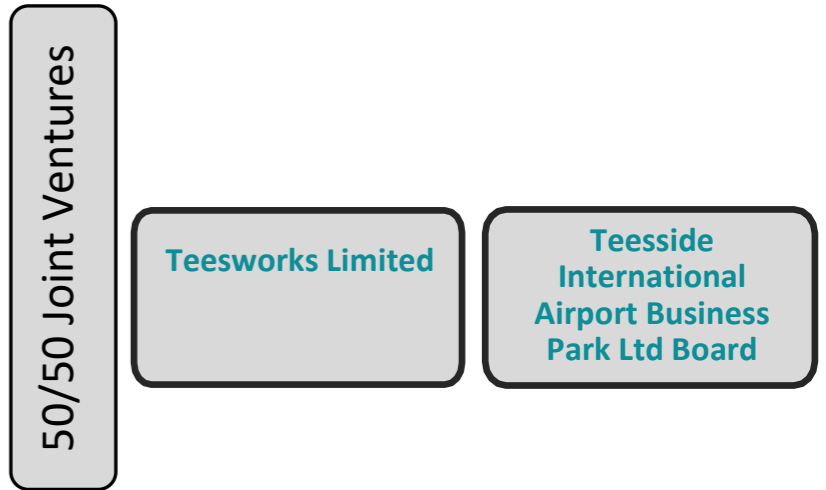 50/50 Joint Ventures
Teesworks Limited
Teesside
International
Airport Business
Park Ltd Board